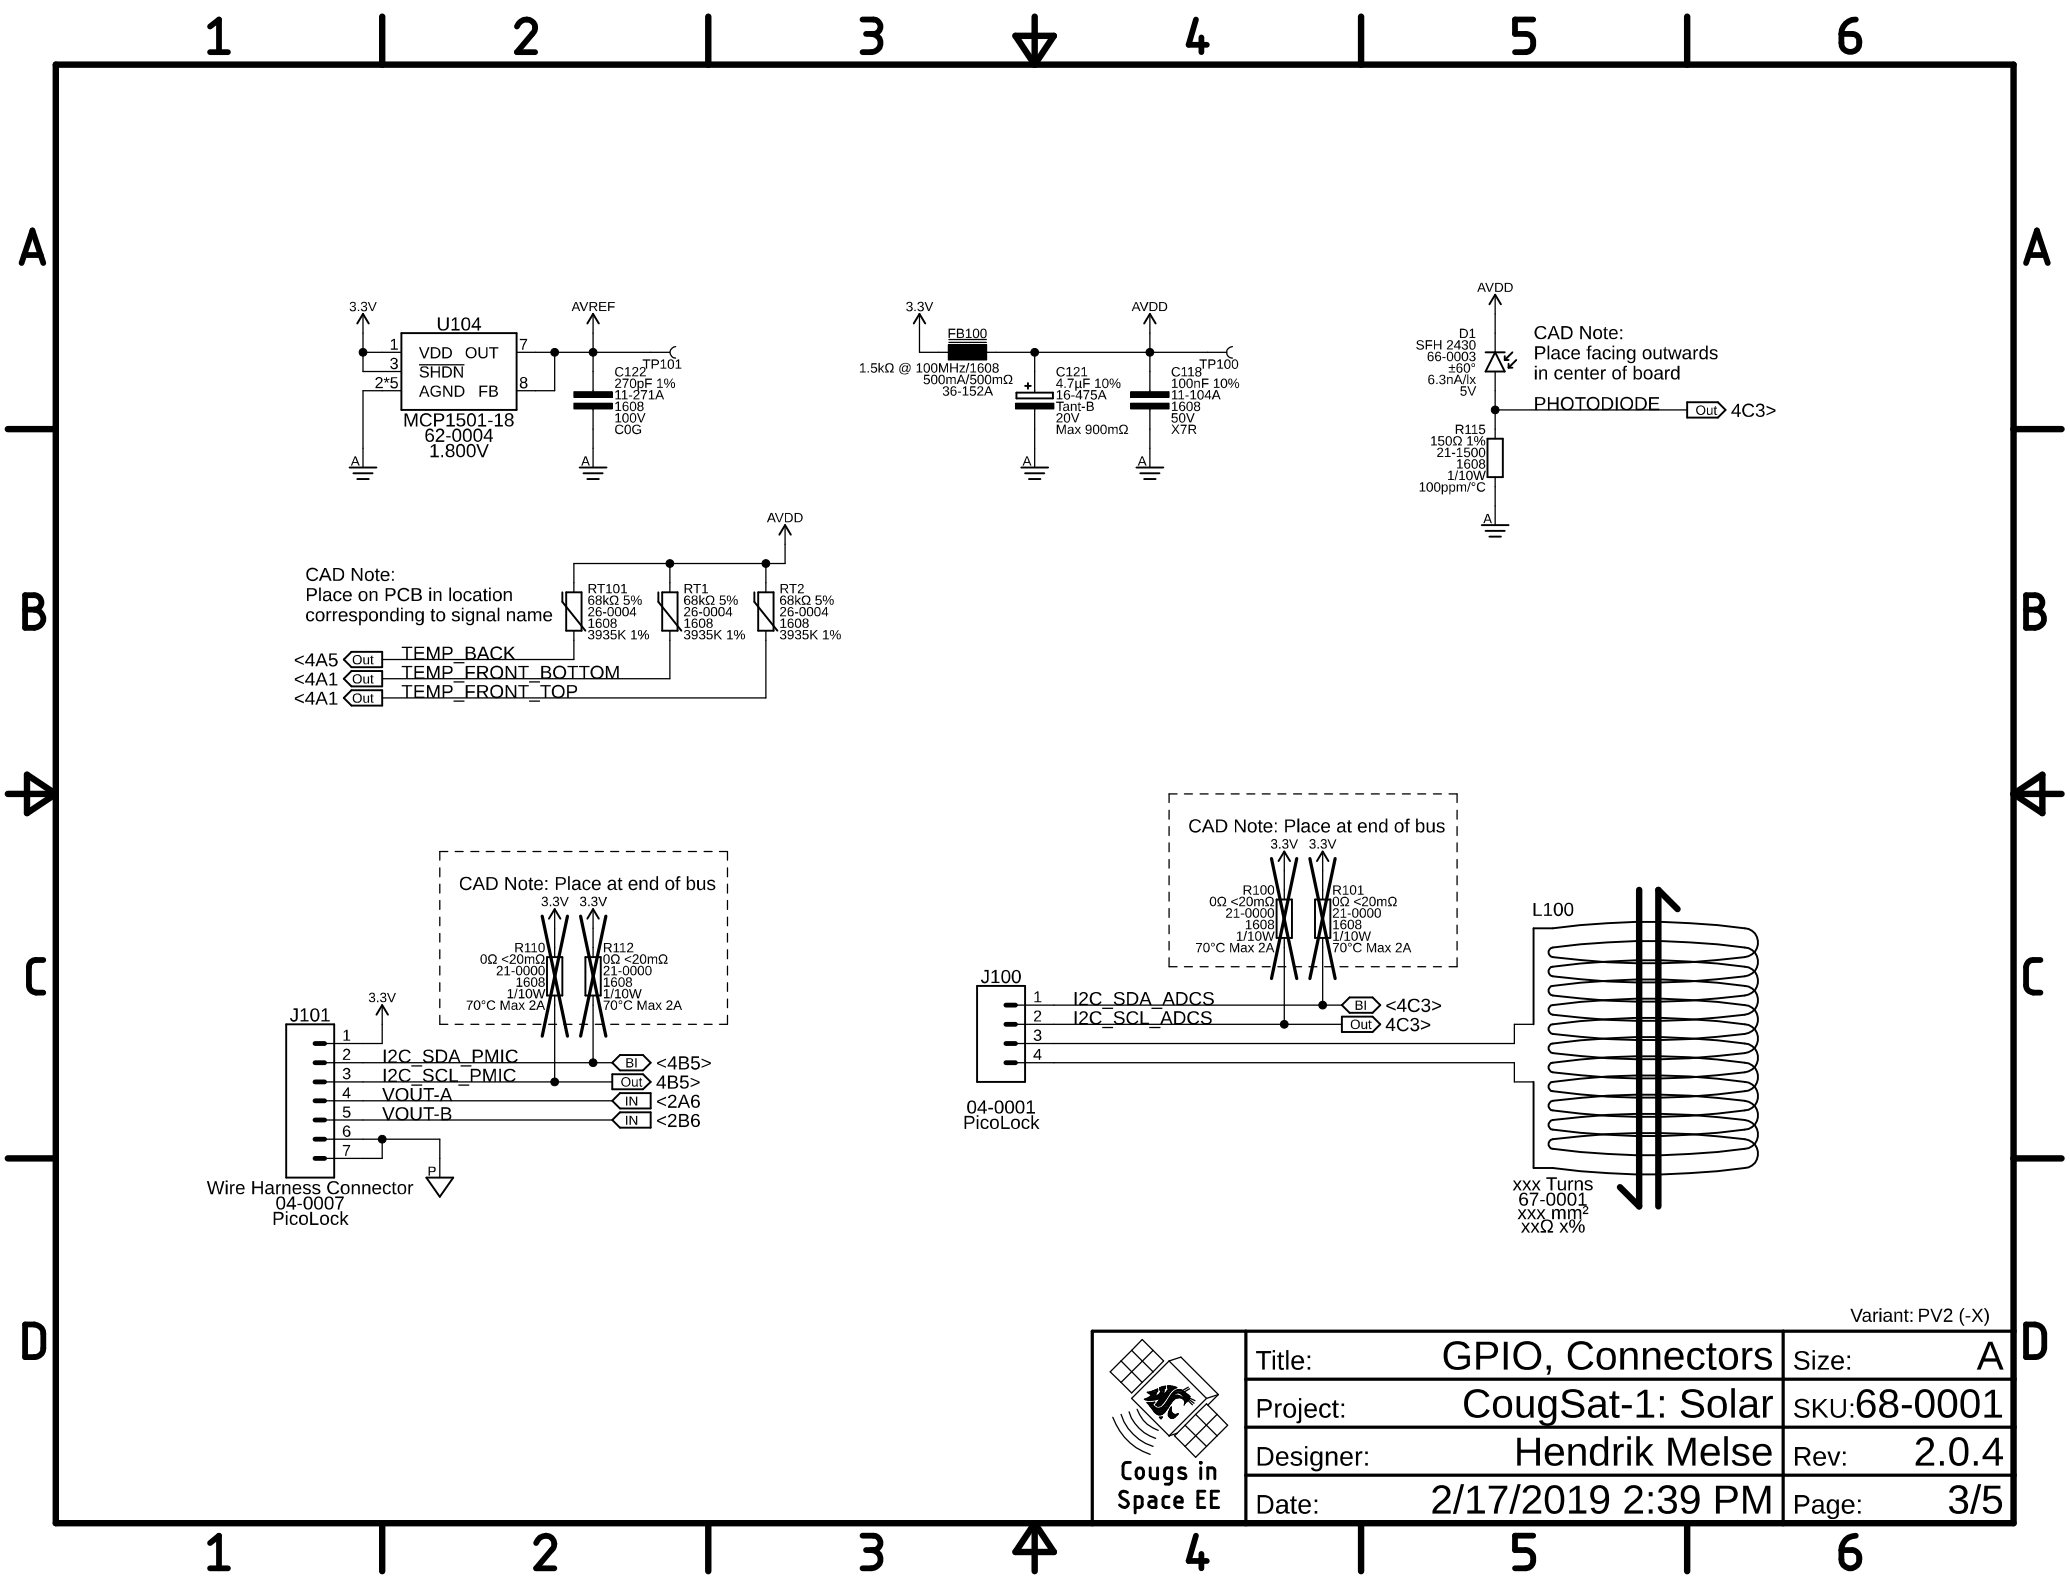 1 2 3 4 5 6
A
A
3.3V
U104
1
3
2*5
VDD OUT
SHDN
AGND FB
7
8
MCP1501-18
62-0004
1.800V
A
AVREF
TP101
C122
270pF 1%
11-271A
1608
100V
C0G
A
3.3V
FB100
1.5kΩ @ 100MHz/1608
500mA/500mΩ
36-152A
C121
4.7µF 10%
16-475A
Tant-B
20V
Max 900mΩ
A
AVDD
TP100
C118
100nF 10%
11-104A
1608
50V
X7R
A
AVDD
D1
SFH 2430
66-0003
±60°
6.3nA/lx
5V
CAD Note:
Place facing outwards
in center of board
PHOTODIODE Out 4C3>
R115
150Ω 1%
21-1500
1608
1/10W
100ppm/°C
A
B
B
AVDD
CAD Note:
Place on PCB in location
corresponding to signal name
RT101
68kΩ 5%
26-0004
1608
3935K 1%
RT1
68kΩ 5%
26-0004
1608
3935K 1%
RT2
68kΩ 5%
26-0004
1608
3935K 1%
<4A5 Out TEMP_BACK
<4A1 Out TEMP_FRONT_BOTTOM
<4A1 Out TEMP_FRONT_TOP
C
C
CAD Note: Place at end of bus
3.3V 3.3V
R110
0Ω <20mΩ
21-0000
1608
1/10W
70°C Max 2A
R112
0Ω <20mΩ
21-0000
1608
1/10W
70°C Max 2A
3.3V
J101
1
2 I2C_SDA_PMIC BI <4B5>
3 I2C_SCL_PMIC Out 4B5>
4 VOUT-A IN <2A6
5 VOUT-B IN <2B6
6
7
P
Wire Harness Connector
04-0007
PicoLock
CAD Note: Place at end of bus
3.3V 3.3V
R100
0Ω <20mΩ
21-0000
1608
1/10W
70°C Max 2A
R101
0Ω <20mΩ
21-0000
1608
1/10W
70°C Max 2A
J100
1 I2C_SDA_ADCS BI <4C3>
2 I2C_SCL_ADCS Out 4C3>
3
4
04-0001
PicoLock
L100
xxx Turns
67-0001
xxx mm²
xxΩ x%
D
D
Variant: PV2 (-X)
Cougs in
Space EE
Title: GPIO, Connectors Size: A
Project: CougSat-1: Solar SKU: 68-0001
Designer: Hendrik Melse Rev: 2.0.4
Date: 2/17/2019 2:39 PM Page: 3/5
1 2 3 4 5 6